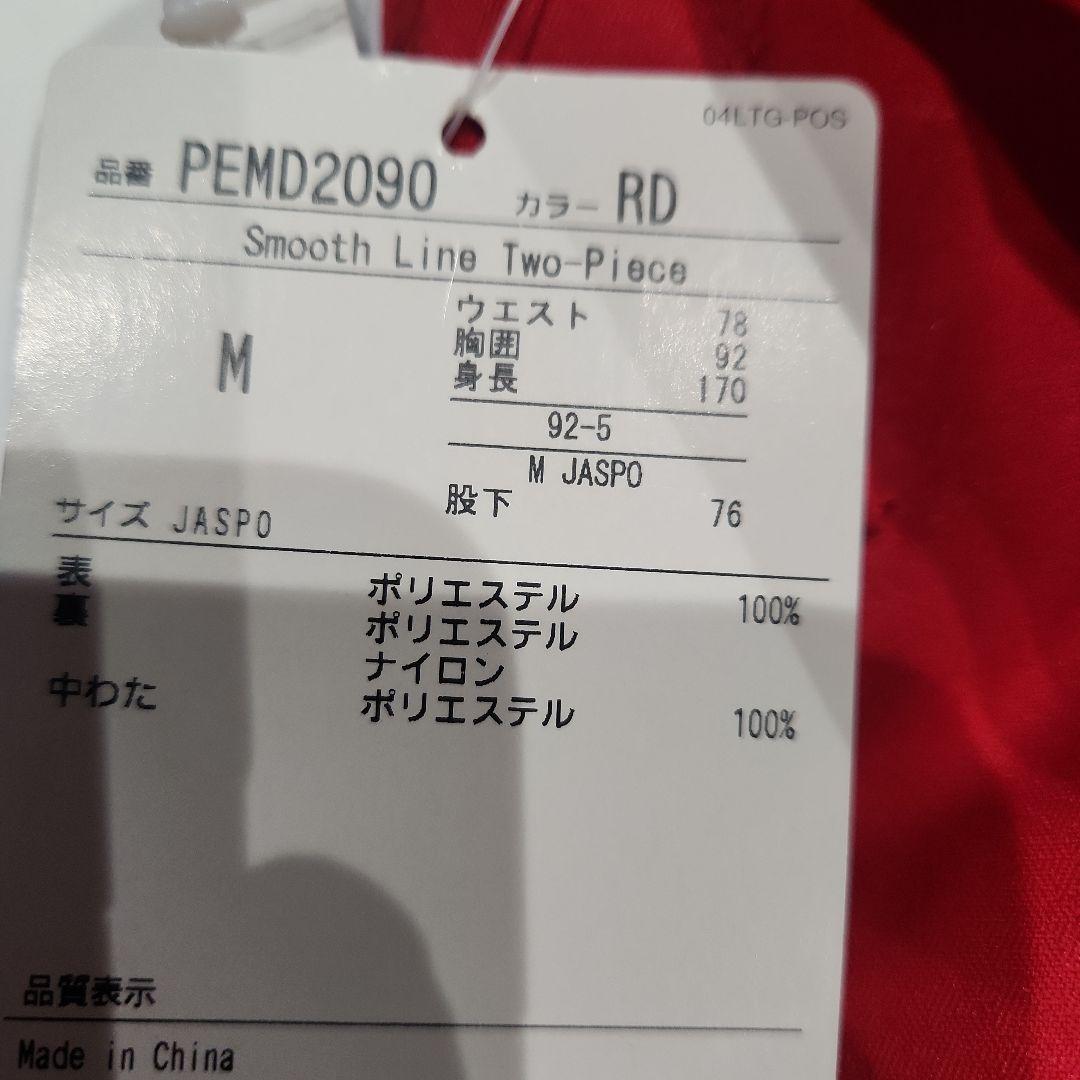 04LTG-POS
品番 PEMD2090 カラー RD
Smooth Line Two-Piece
M
ウエスト 78
胸囲 92
身長 170
92-5
M JASPO
股下 76
サイズ JASPO
表 ポリエステル 100%
裏 ポリエステル
ナイロン
中わた ポリエステル 100%
品質表示
Made in China